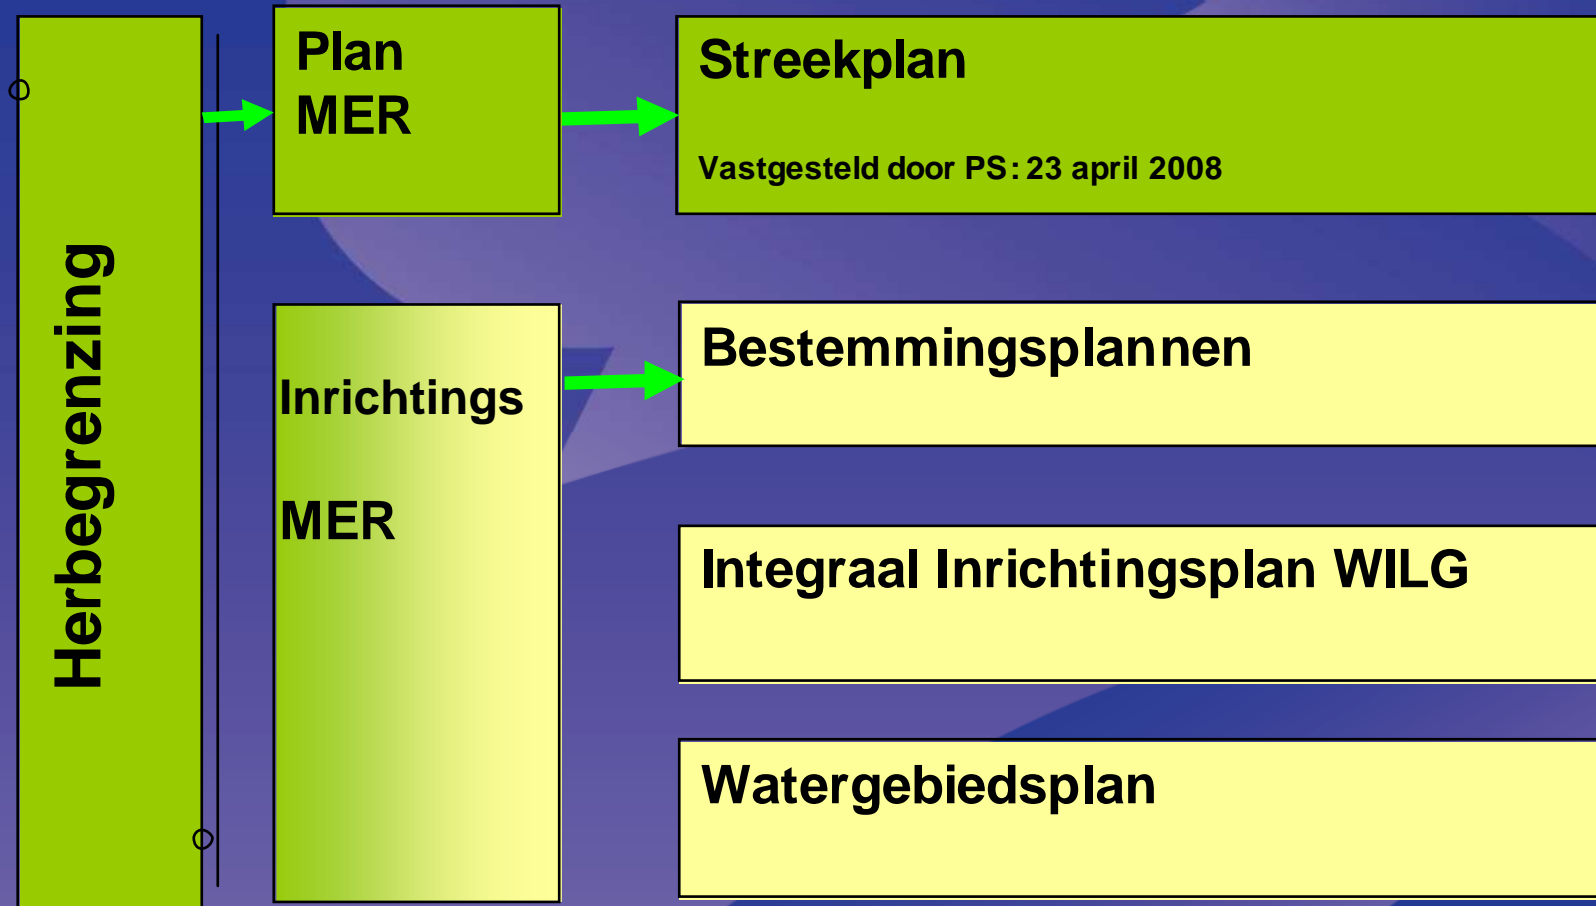 Herbegrenzing
Plan
MER
Streekplan
Vastgesteld door PS: 23 april 2008
Inrichtings
MER
Bestemmingsplannen
Integraal Inrichtingsplan WILG
Watergebiedsplan